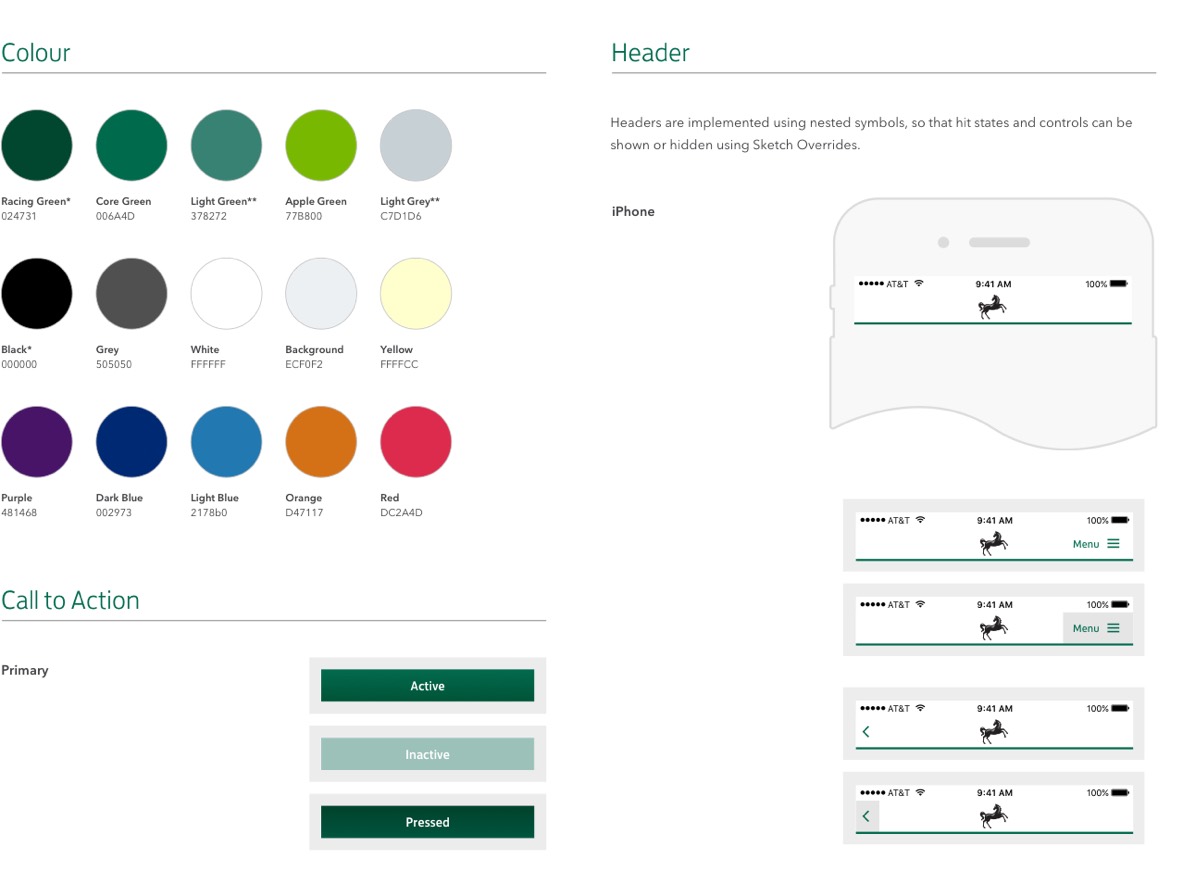 Colour
Racing Green* Core Green Light Green** Apple Green Light Grey**
024731 006A4D 378272 77B800 C7D1D6
Black* Grey White Background Yellow
000000 505050 FFFFFF ECF0F2 FFFFCC
Purple Dark Blue Light Blue Orange Red
481468 002973 2178b0 D47117 DC2A4D
Call to Action
Primary
Active
Inactive
Pressed
Header
Headers are implemented using nested symbols, so that hit states and controls can be
shown or hidden using Sketch Overrides.
iPhone
AT&T 9:41 AM 100%
AT&T 9:41 AM 100%
Menu
AT&T 9:41 AM 100%
Menu
AT&T 9:41 AM 100%
AT&T 9:41 AM 100%